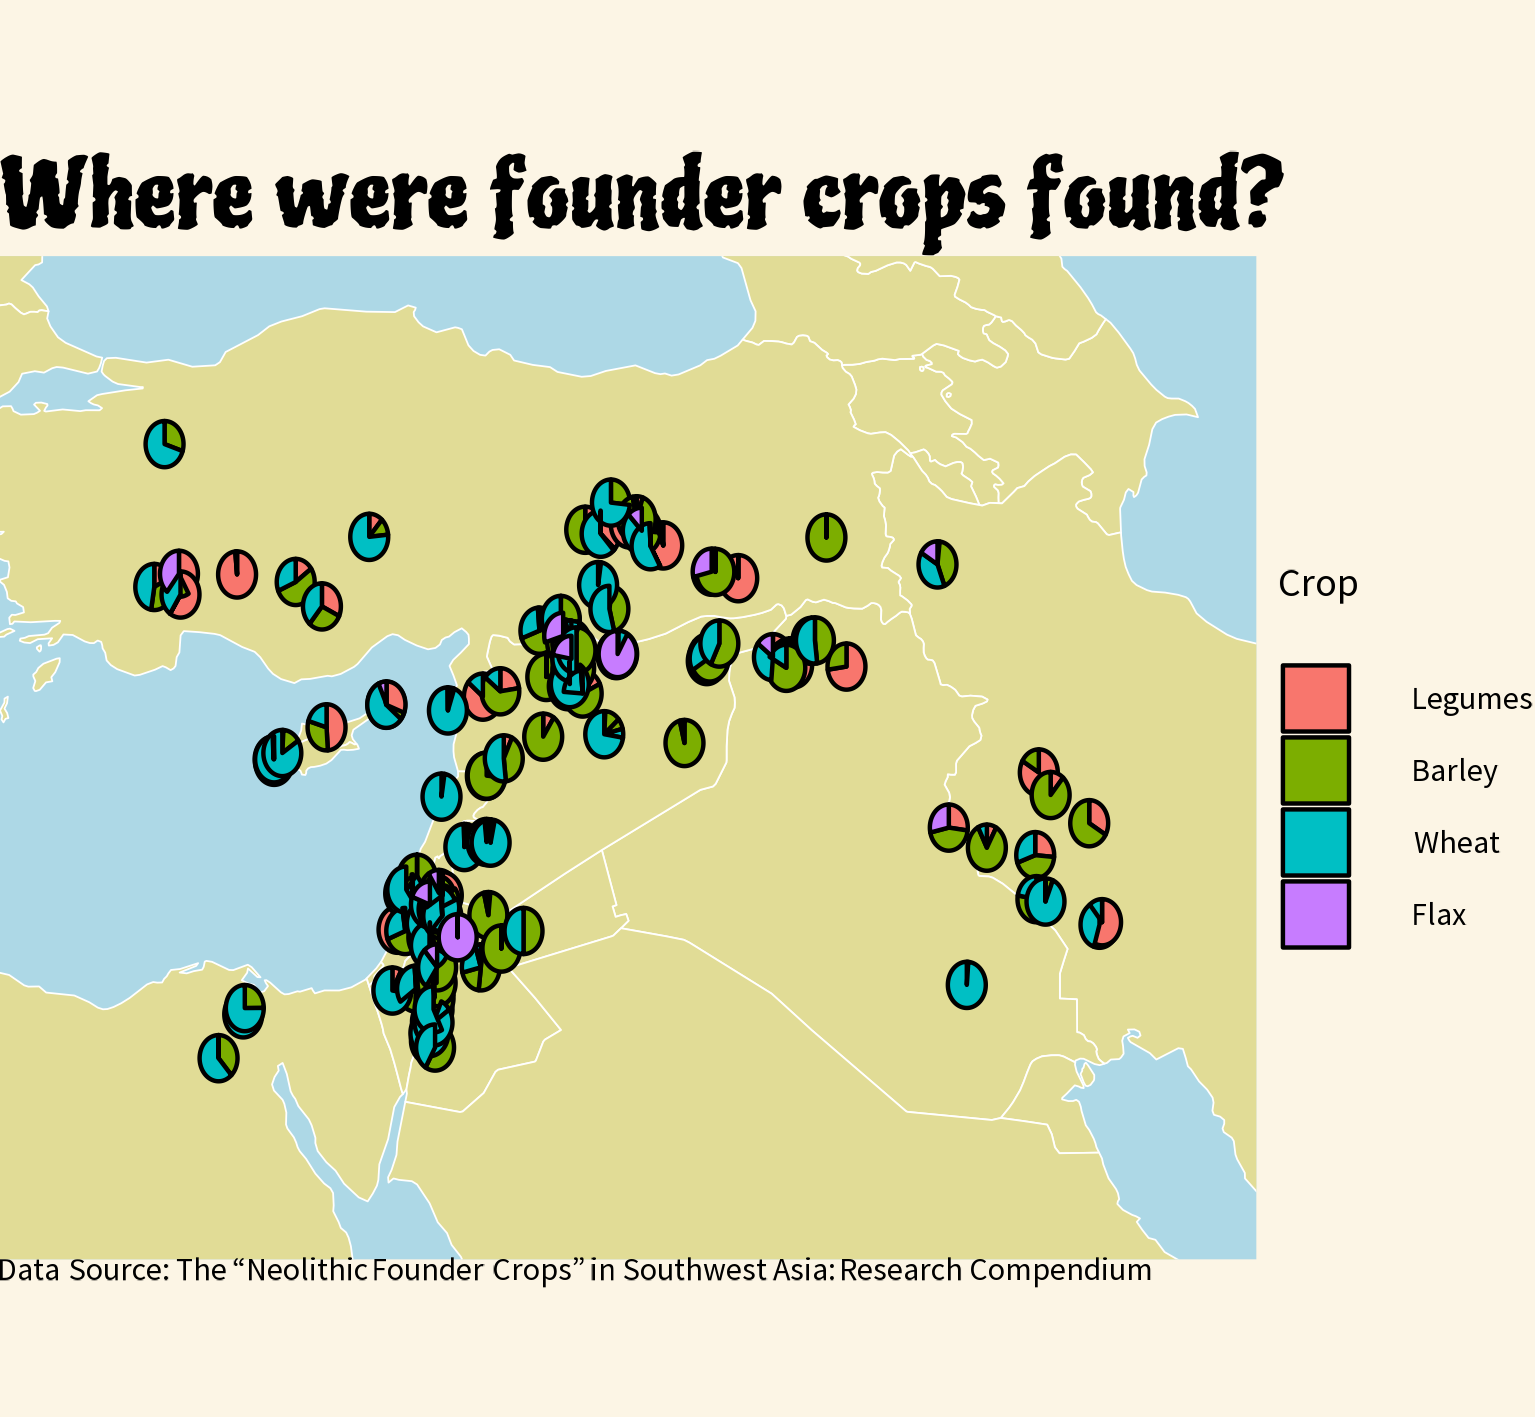 Where were founder crops found?
Crop
Legumes
Barley
Wheat
Flax
Data Source: The “Neolithic Founder Crops” in Southwest Asia: Research Compendium